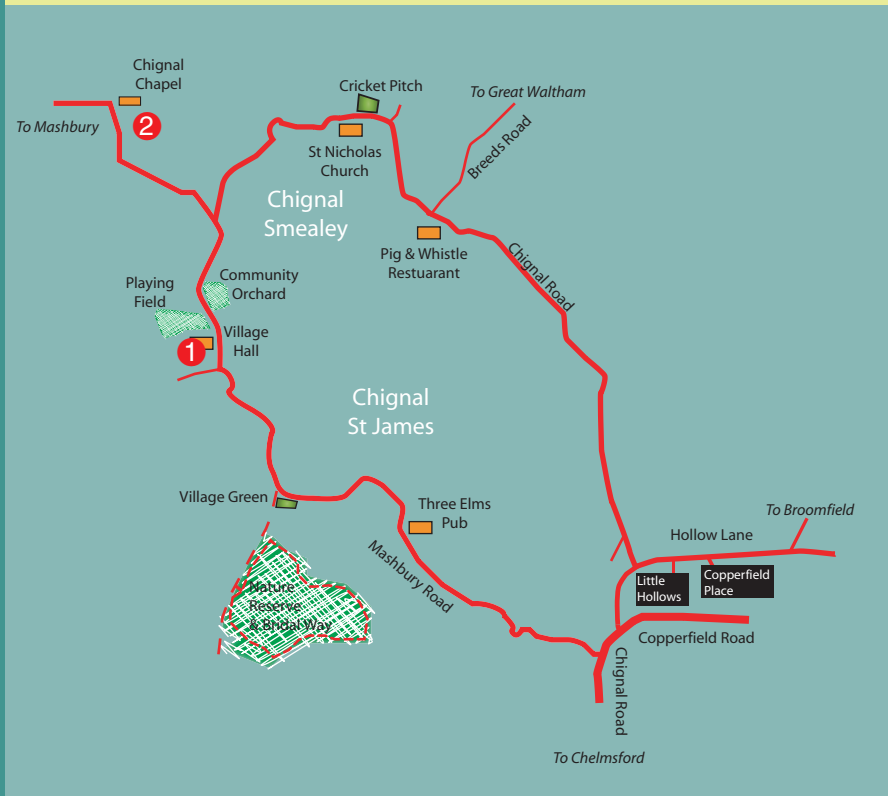 Chignal
Chapel
2
To Mashbury
Cricket Pitch
To Great Waltham
Breeds Road
St Nicholas
Church
Chignal
Smealey
Pig & Whistle
Restuarant
Chignal Road
Community
Orchard
Playing
Field
Village
Hall
1
Chignal
St James
Village Green
Three Elms
Pub
Mashbury Road
Nature
Reserve
& Bridal Way
To Broomfield
Hollow Lane
Little
Hollows
Copperfield
Place
Copperfield Road
Chignal Road
To Chelmsford